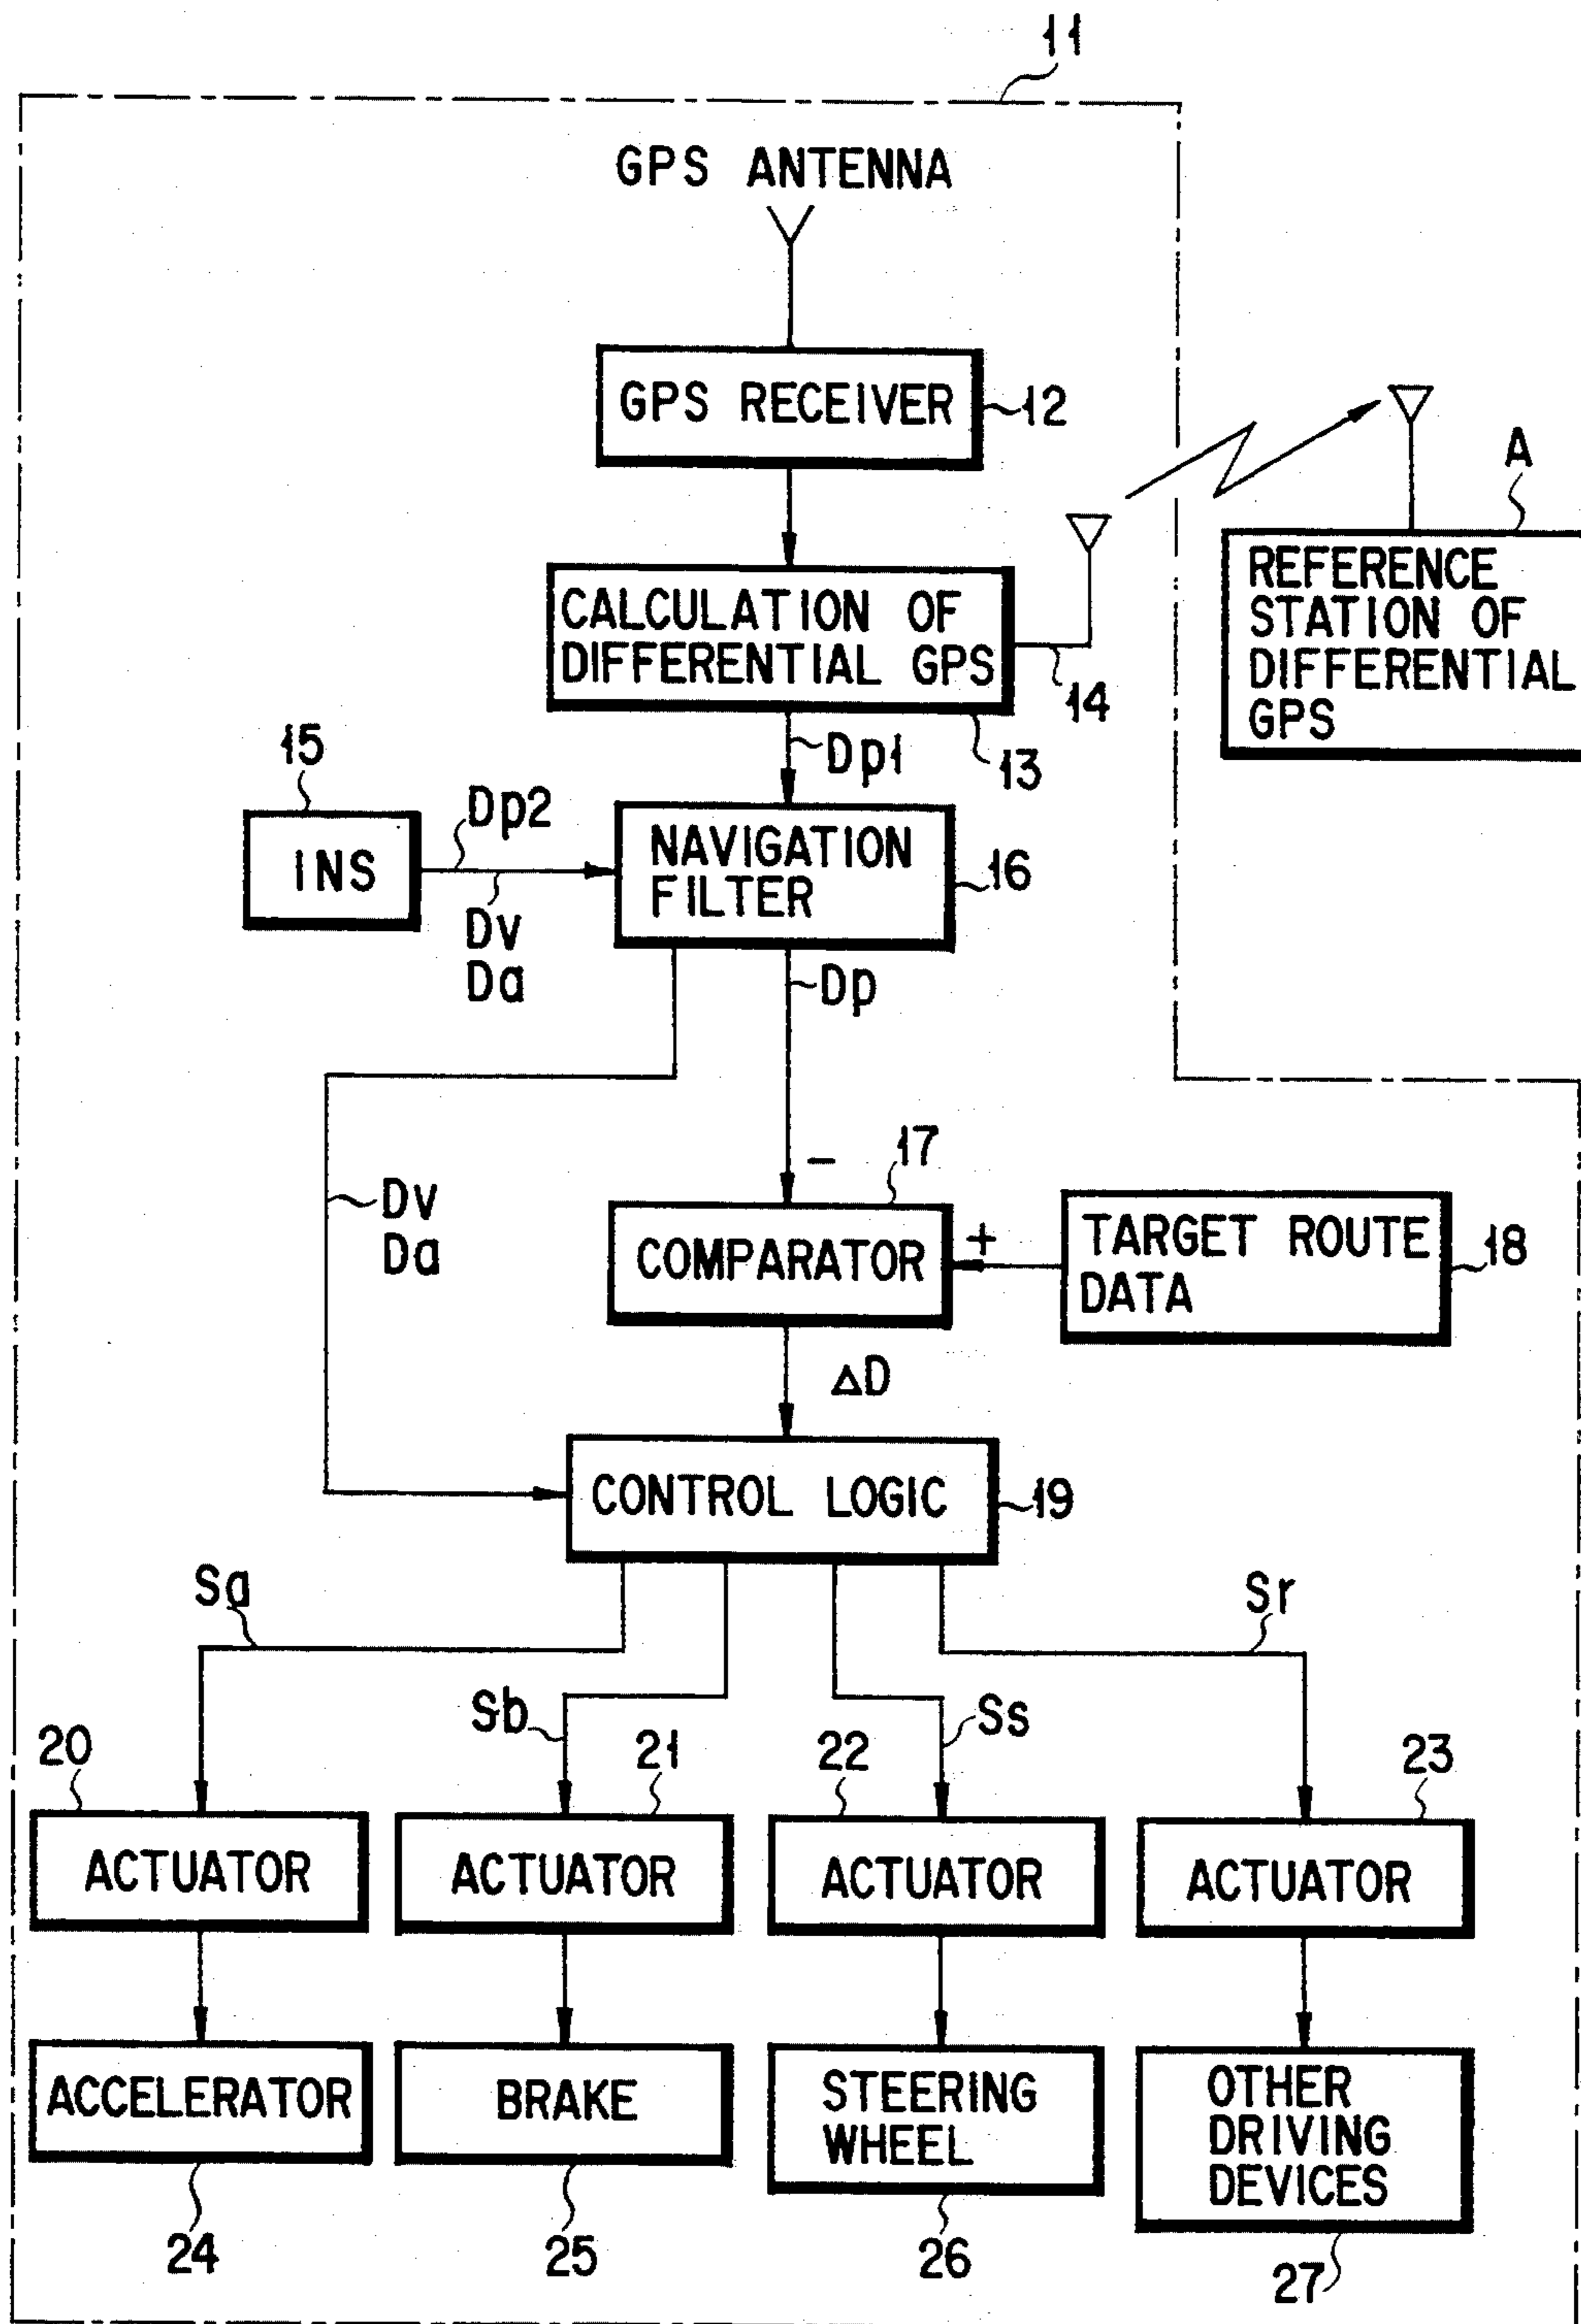 11
GPS ANTENNA
GPS RECEIVER
12
A
CALCULATION OF
DIFFERENTIAL GPS
14
13
REFERENCE
STATION OF
DIFFERENTIAL
GPS
Dp1
15
INS
Dp2
Dv
Da
NAVIGATION
FILTER
16
Dp
Dv
Da
-
17
COMPARATOR
+
TARGET ROUTE
DATA
18
ΔD
CONTROL LOGIC
19
Sa
Sb
Ss
Sr
20
21
22
23
ACTUATOR
ACTUATOR
ACTUATOR
ACTUATOR
ACCELERATOR
BRAKE
STEERING
WHEEL
OTHER
DRIVING
DEVICES
24
25
26
27